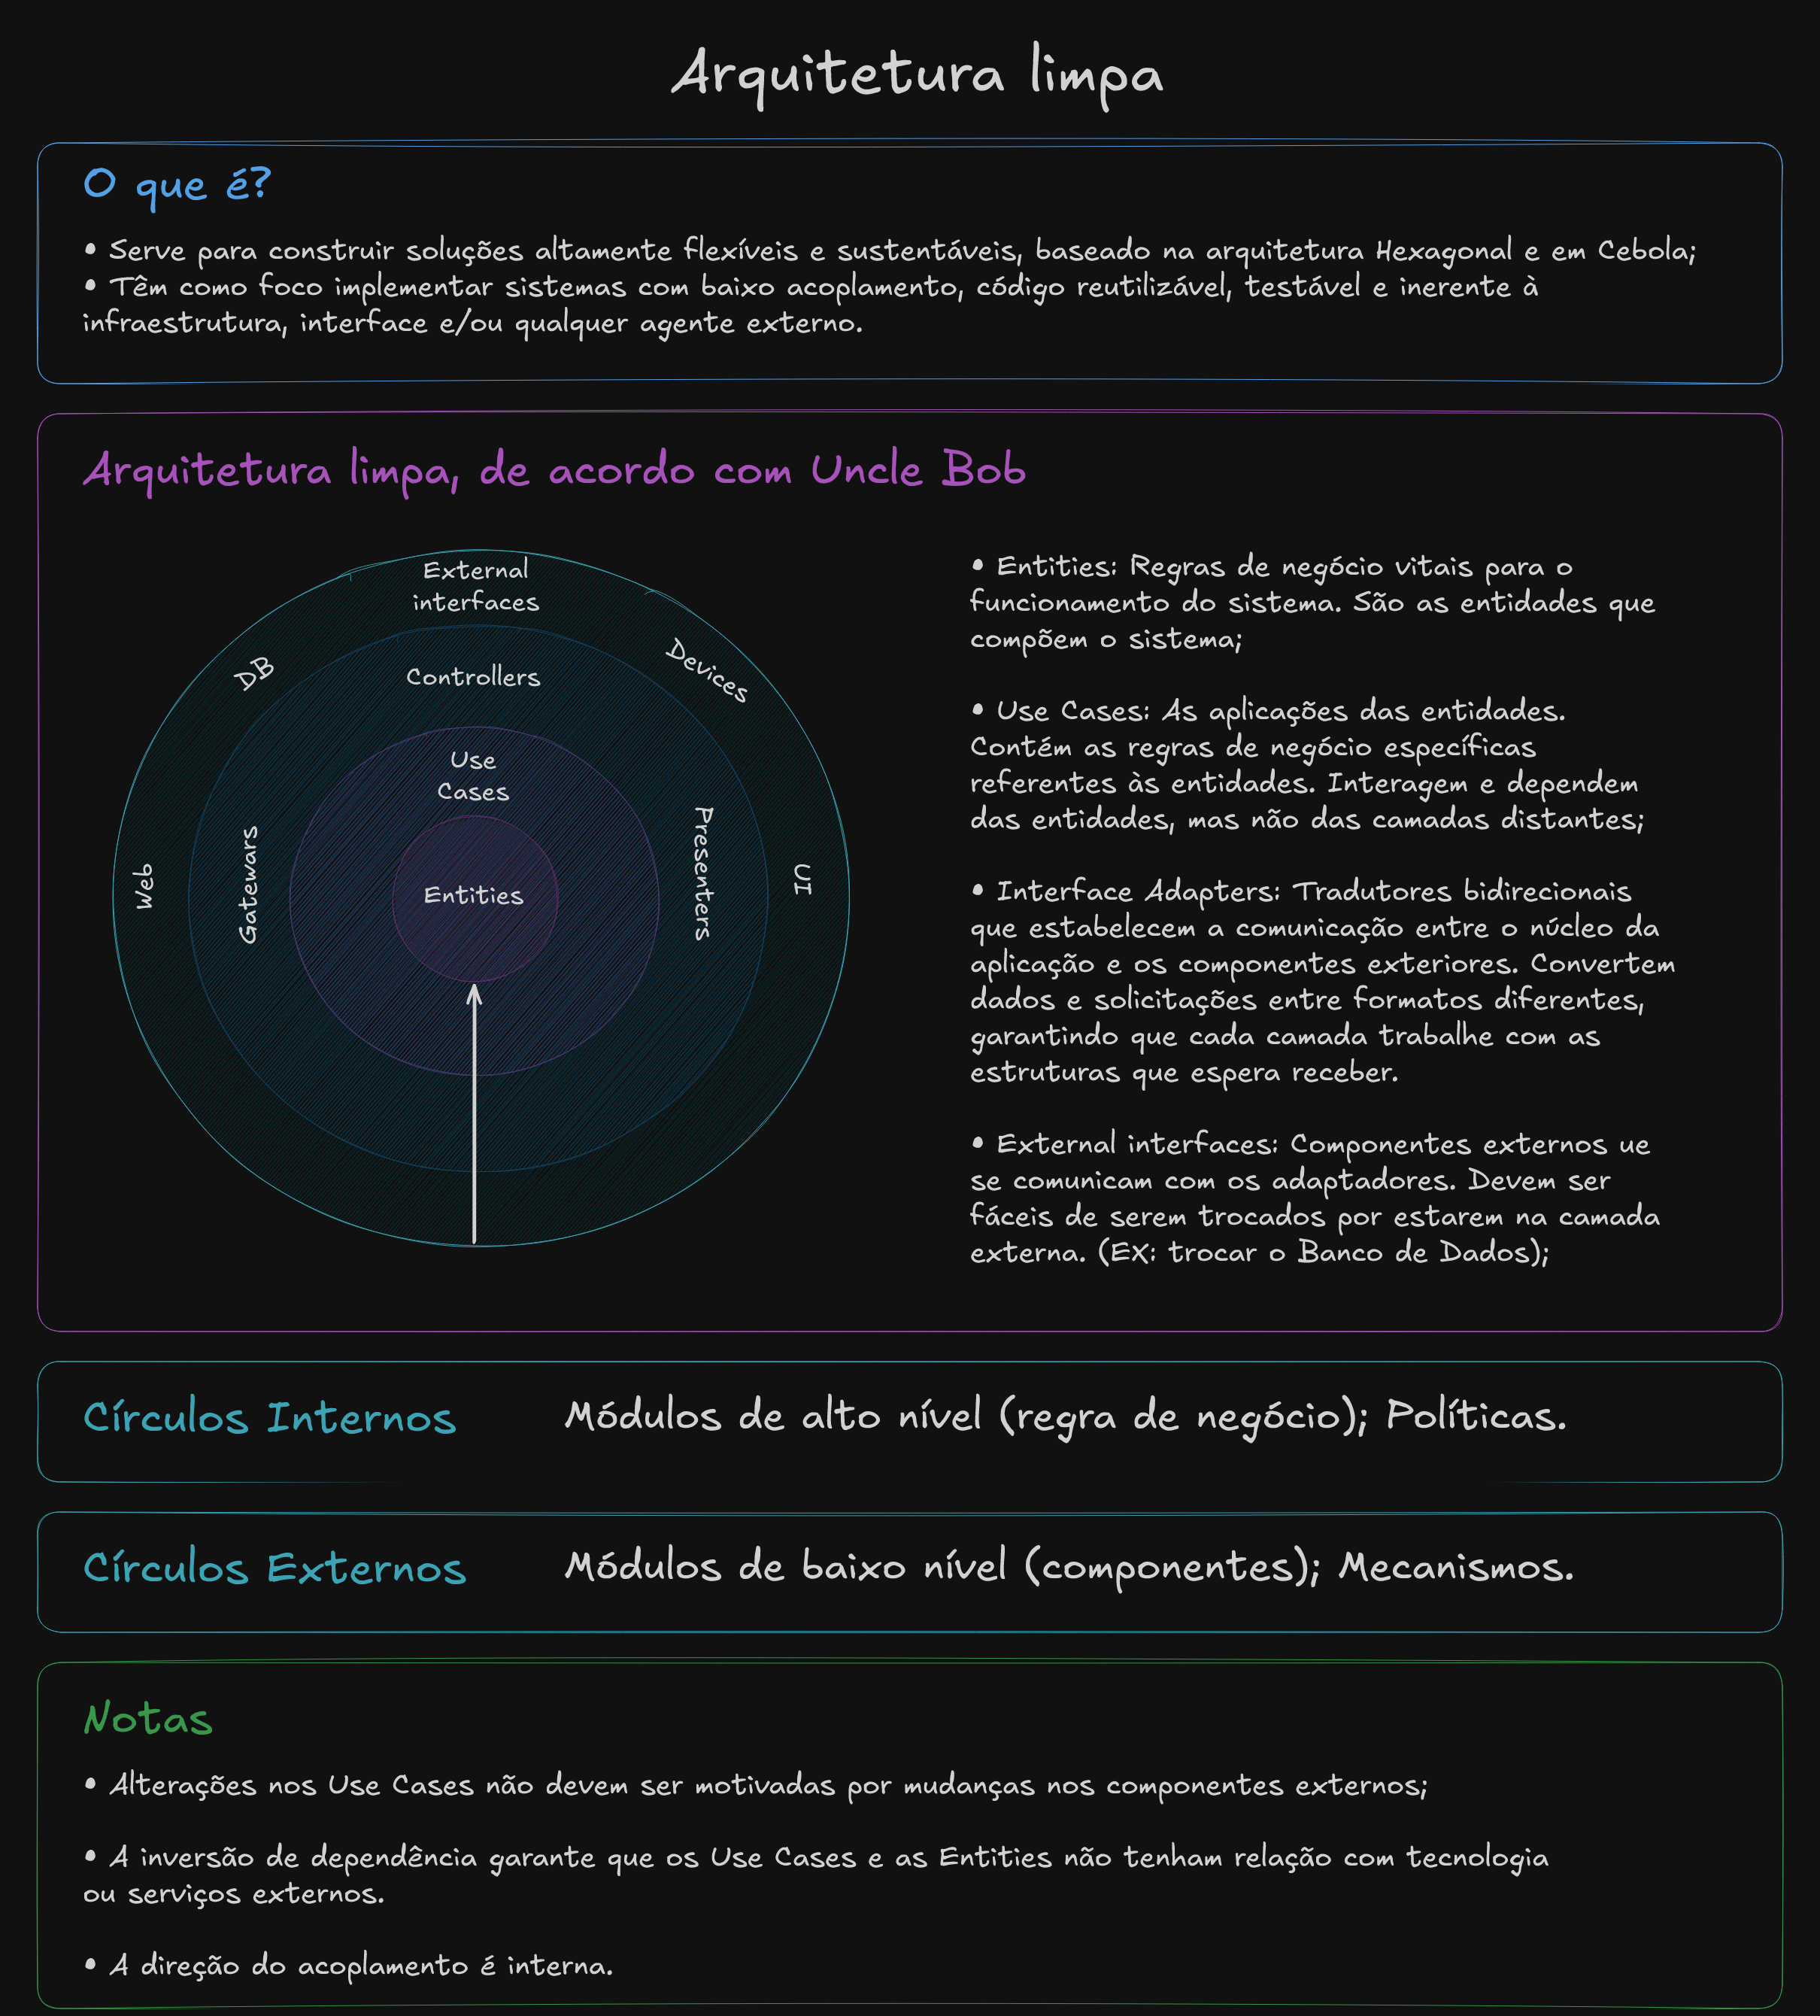 Arquitetura limpa
O que é?
• Serve para construir soluções altamente flexíveis e sustentáveis, baseado na arquitetura Hexagonal e em Cebola;
• Têm como foco implementar sistemas com baixo acoplamento, código reutilizável, testável e inerente à
infraestrutura, interface e/ou qualquer agente externo.
Arquitetura limpa, de acordo com Uncle Bob
External
interfaces
DB
Devices
Controllers
Use
Cases
Web
Gatewars
Entities
Presenters
UI
• Entities: Regras de negócio vitais para o
funcionamento do sistema. São as entidades que
compõem o sistema;
• Use Cases: As aplicações das entidades.
Contém as regras de negócio específicas
referentes às entidades. Interagem e dependem
das entidades, mas não das camadas distantes;
• Interface Adapters: Tradutores bidirecionais
que estabelecem a comunicação entre o núcleo da
aplicação e os componentes exteriores. Convertem
dados e solicitações entre formatos diferentes,
garantindo que cada camada trabalhe com as
estruturas que espera receber.
• External interfaces: Componentes externos ue
se comunicam com os adaptadores. Devem ser
fáceis de serem trocados por estarem na camada
externa. (EX: trocar o Banco de Dados);
Círculos Internos
Módulos de alto nível (regra de negócio); Políticas.
Círculos Externos
Módulos de baixo nível (componentes); Mecanismos.
Notas
• Alterações nos Use Cases não devem ser motivadas por mudanças nos componentes externos;
• A inversão de dependência garante que os Use Cases e as Entities não tenham relação com tecnologia
ou serviços externos.
• A direção do acoplamento é interna.